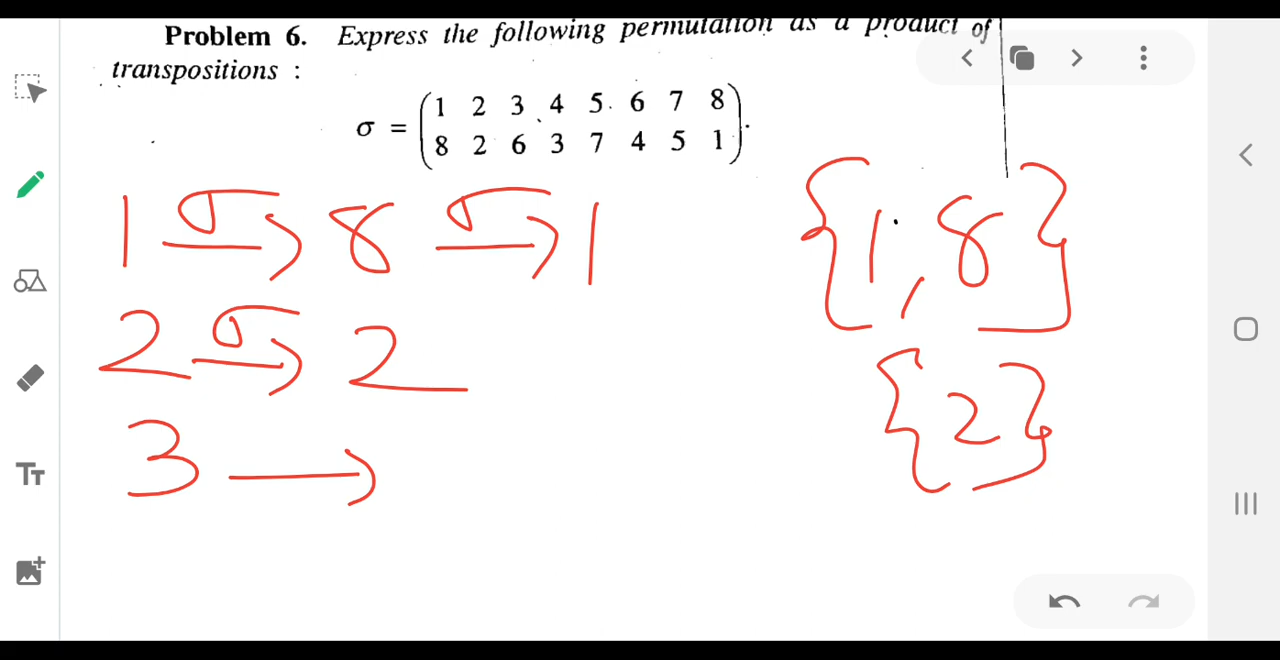 Problem 6. Express the following permutation as a product of
transpositions :
σ = (1 2 3 4 5 6 7 8
8 2 6 3 7 4 5 1).
1 σ→ 8 σ→ 1 {1, 8}
2 σ→ 2 {2}
3 →
TT